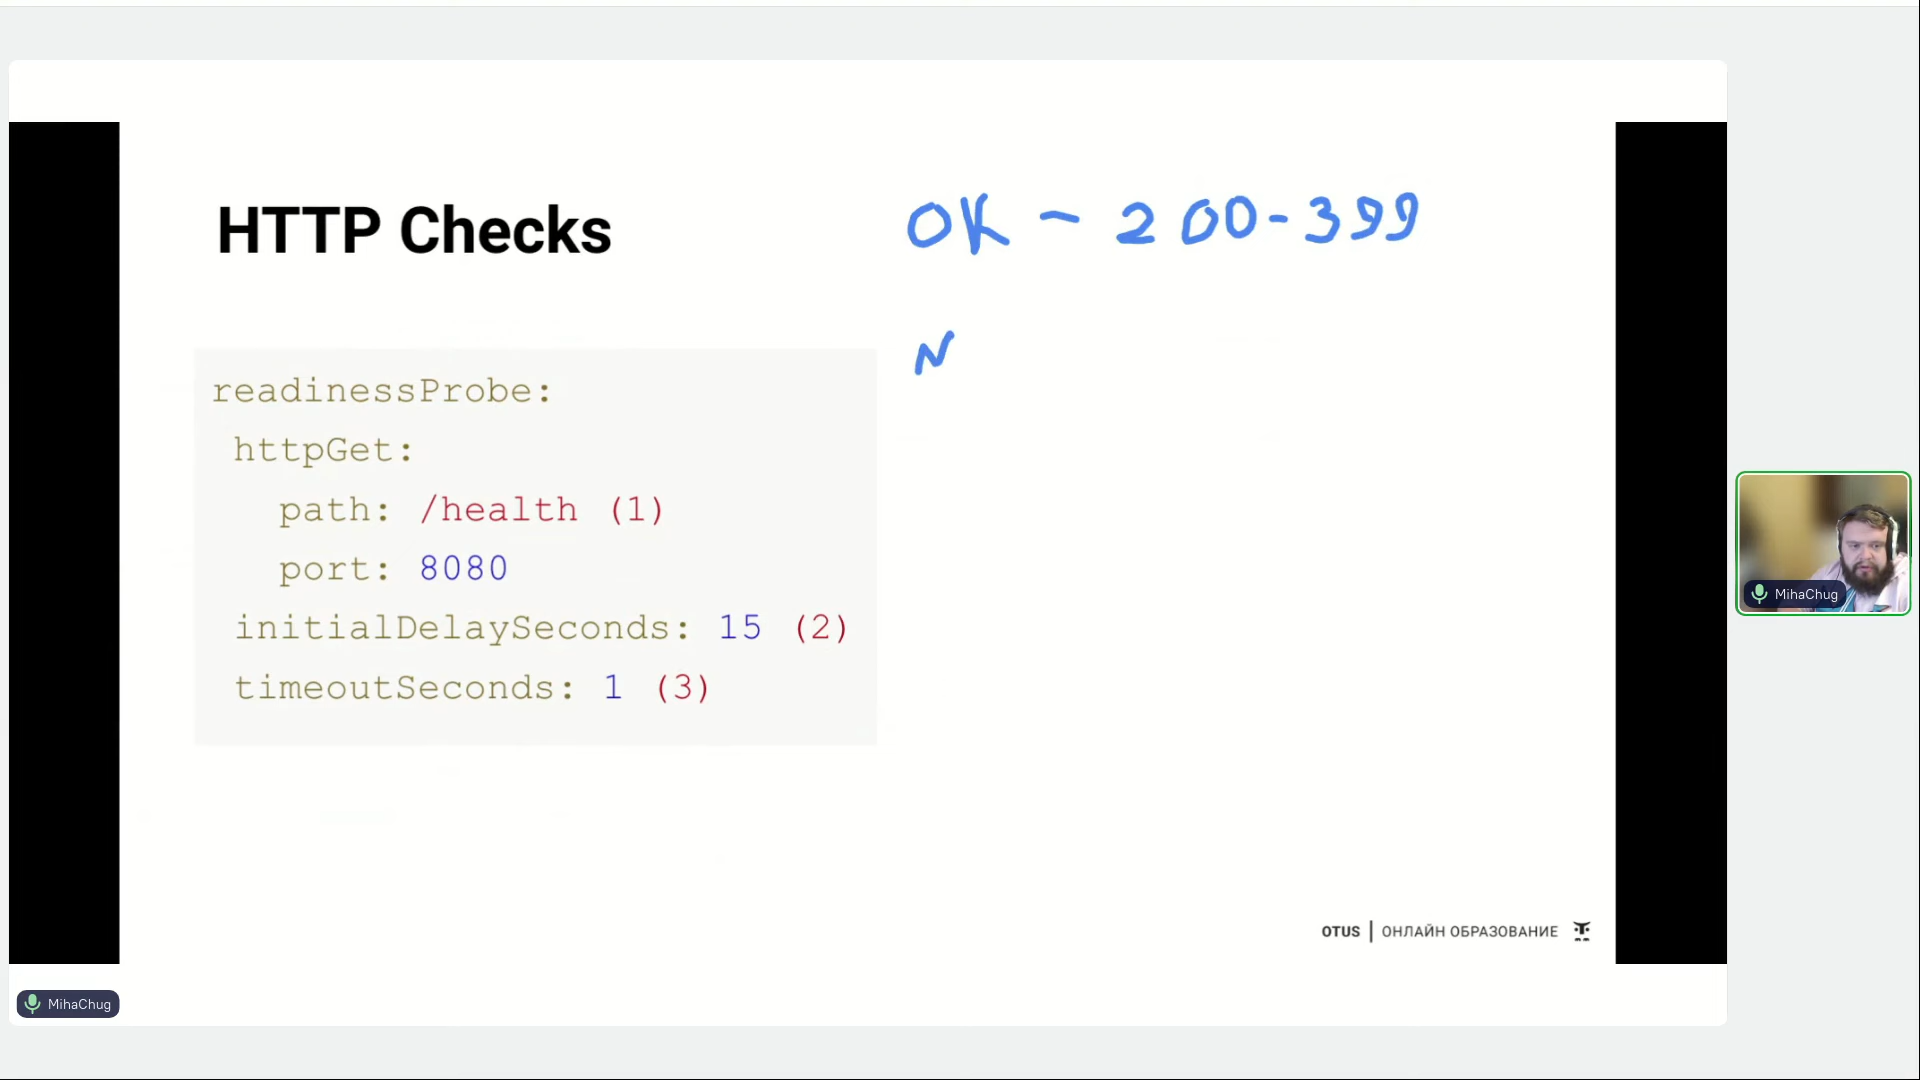 HTTP Checks
OK - 200-399
N
readinessProbe:
httpGet:
path: /health (1)
port: 8080
initialDelaySeconds: 15 (2)
timeoutSeconds: 1 (3)
MihaChug
OTUS | ОНЛАЙН ОБРАЗОВАНИЕ
MihaChug